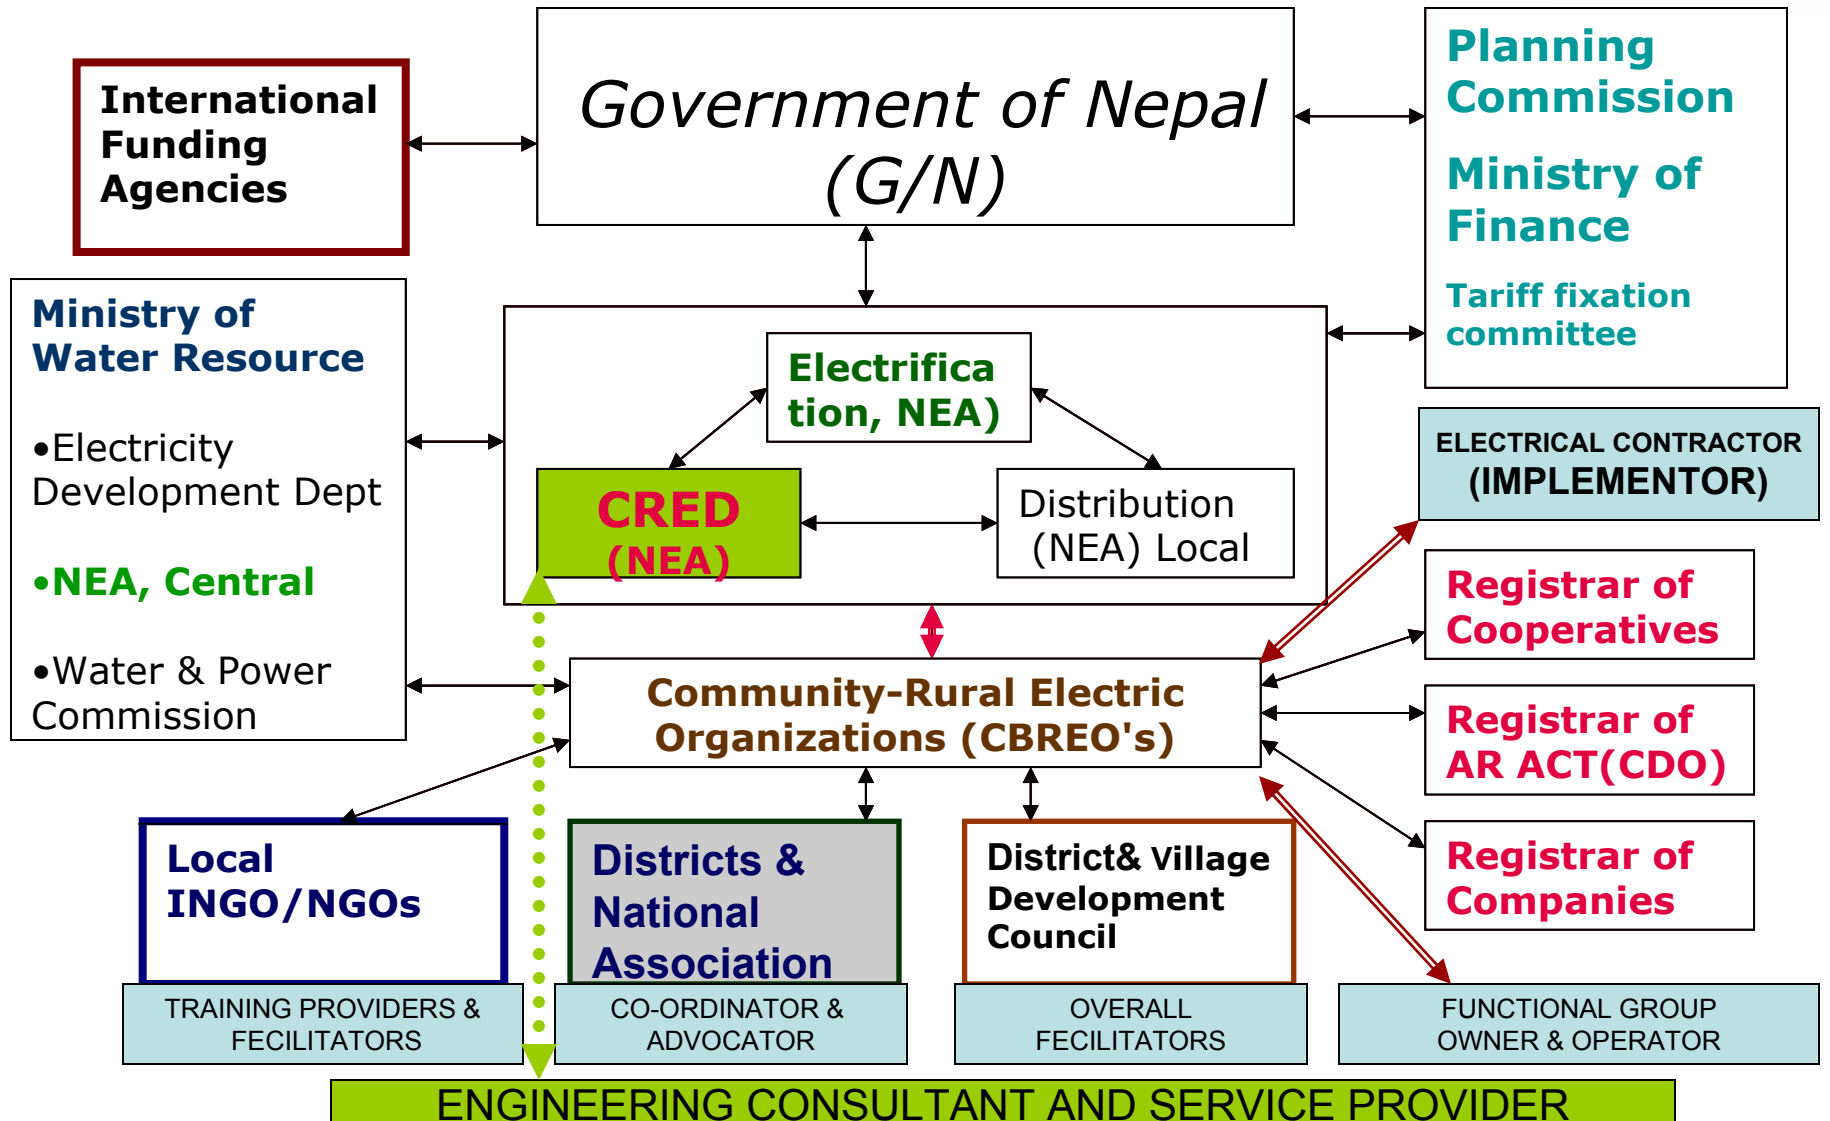 International
Funding
Agencies
Government of Nepal
(G/N)
Planning
Commission
Ministry of
Finance
Tariff fixation
committee
Ministry of
Water Resource
•Electricity
Development Dept
•NEA, Central
•Water & Power
Commission
Electrifica
tion, NEA)
CRED
(NEA)
Distribution
(NEA) Local
ELECTRICAL CONTRACTOR
(IMPLEMENTOR)
Registrar of
Cooperatives
Community-Rural Electric
Organizations (CBREO's)
Registrar of
AR ACT(CDO)
Registrar of
Companies
Local
INGO/NGOs
Districts &
National
Association
District& Village
Development
Council
TRAINING PROVIDERS &
FECILITATORS
CO-ORDINATOR &
ADVOCATOR
OVERALL
FECILITATORS
FUNCTIONAL GROUP
OWNER & OPERATOR
ENGINEERING CONSULTANT AND SERVICE PROVIDER